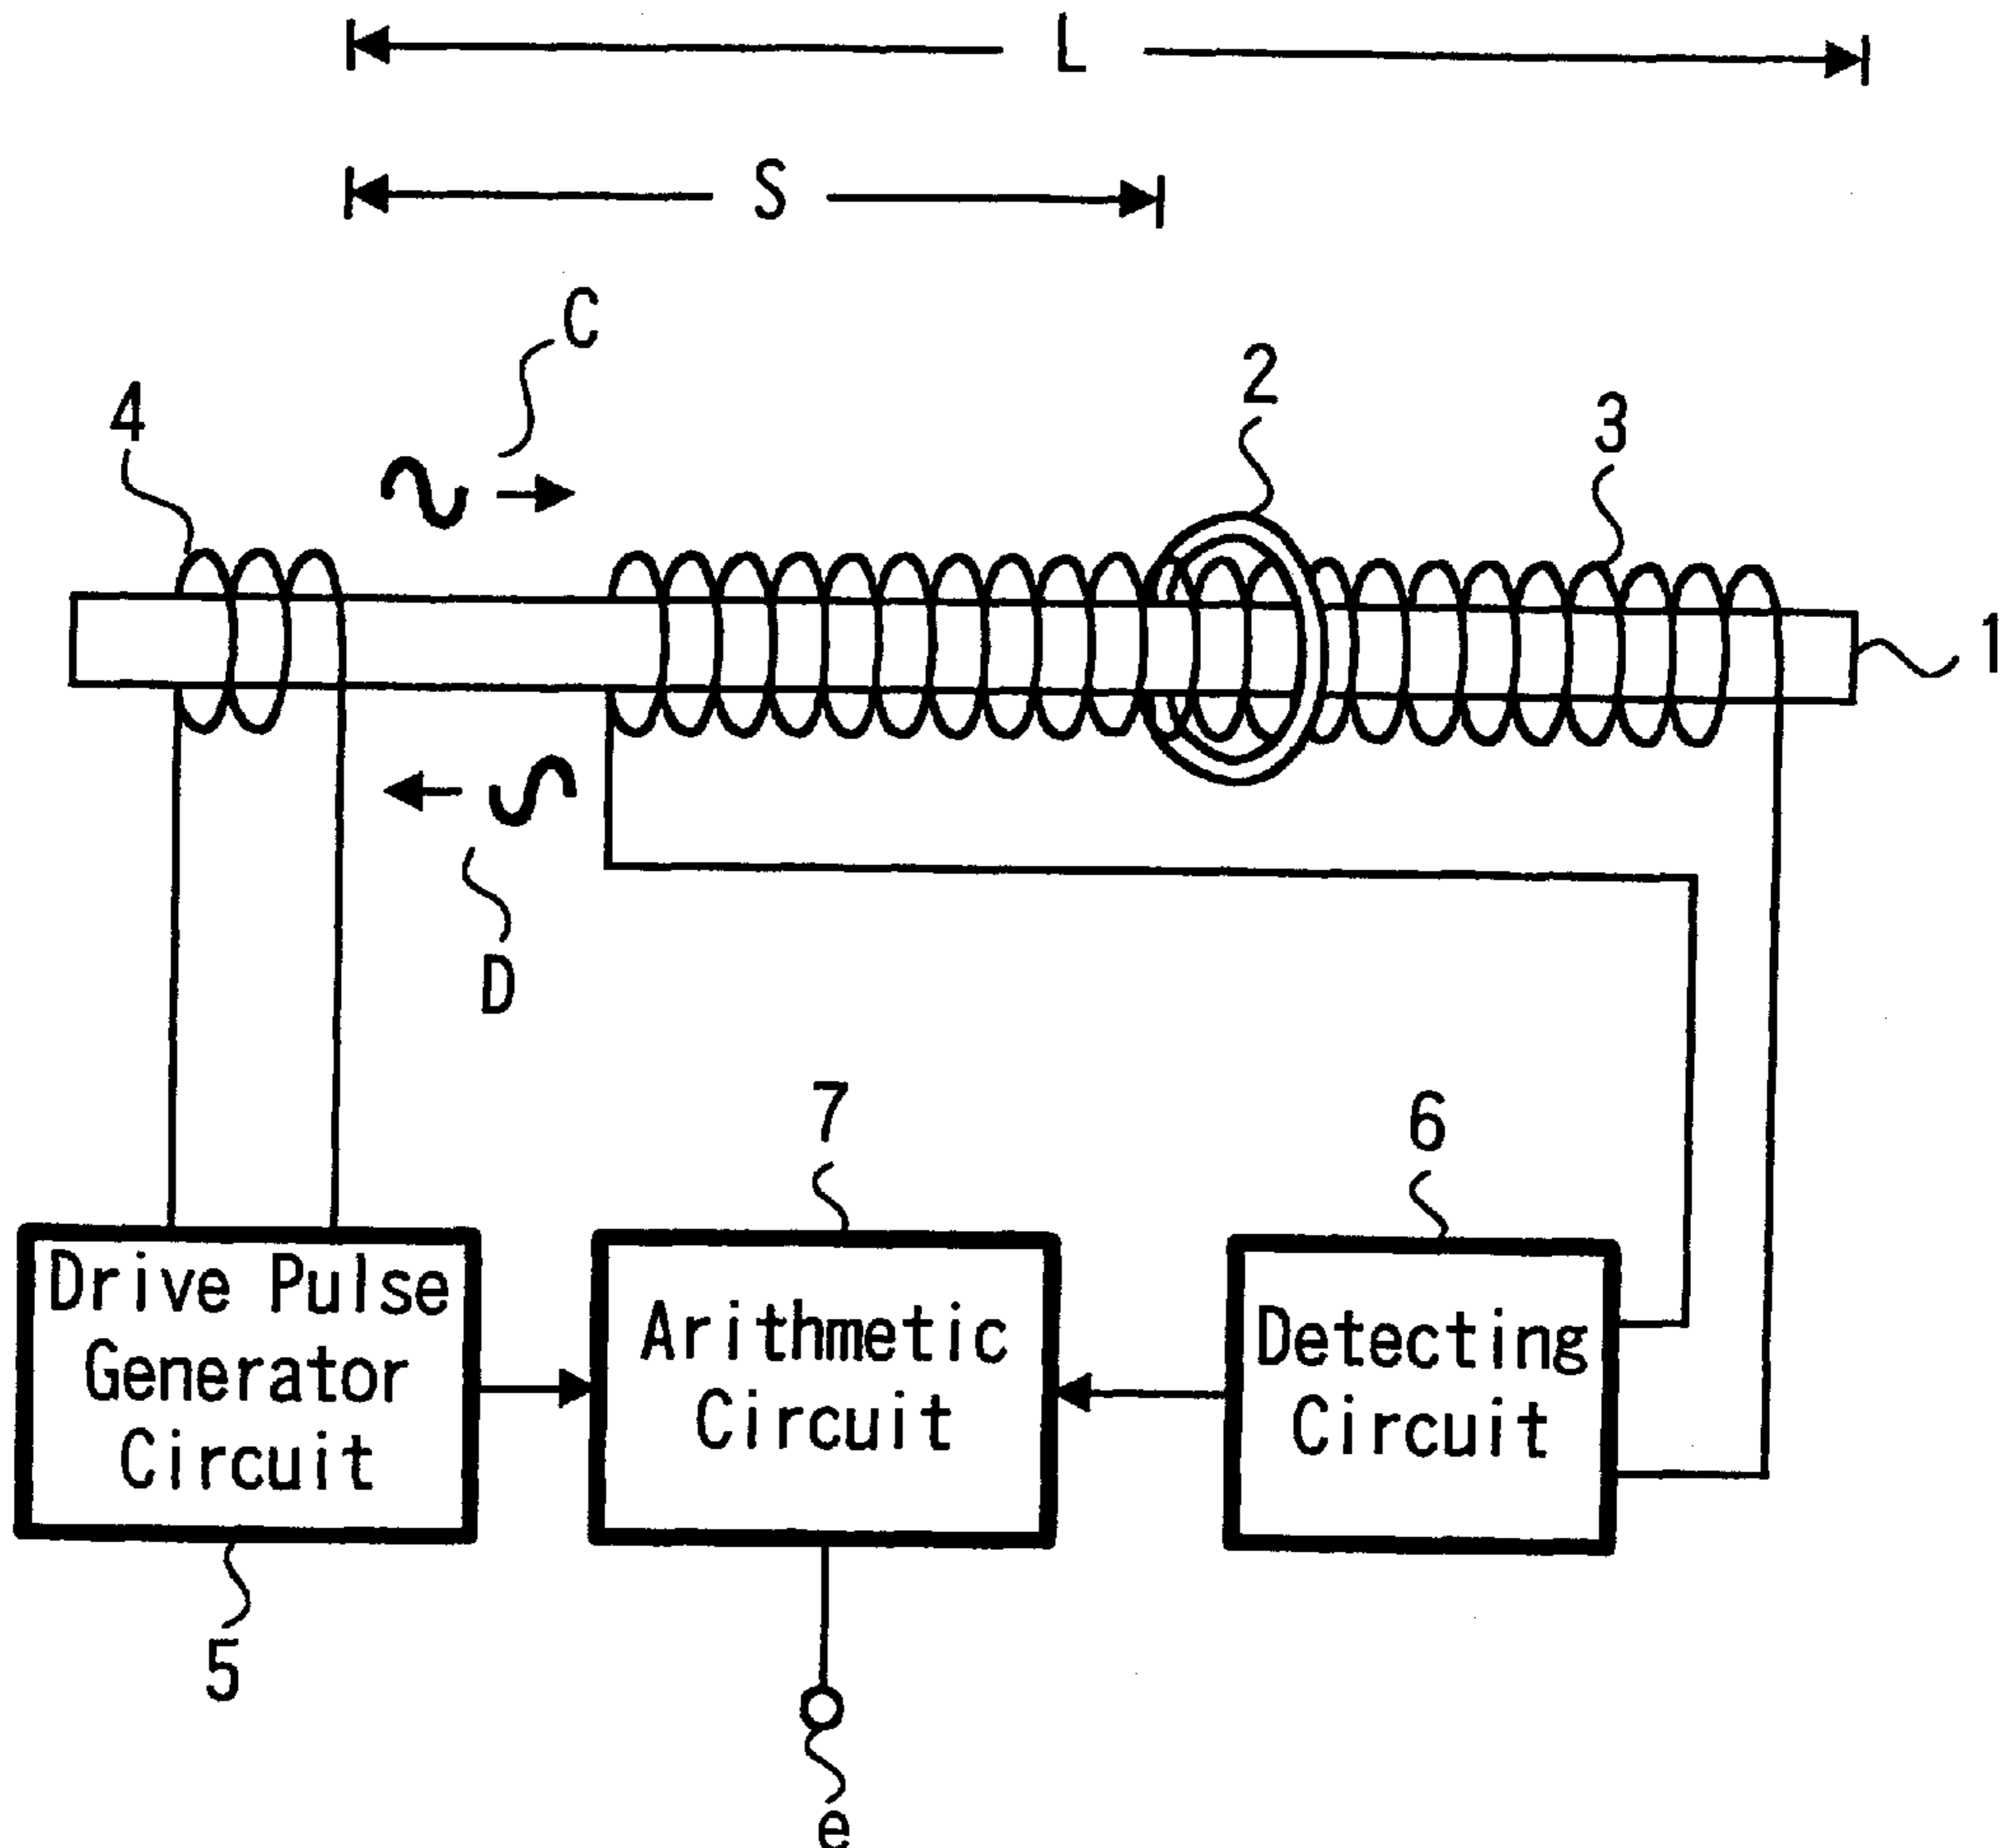 L
S
C
2
3
4
1
D
7
6
Drive Pulse
Generator
Circuit
Arithmetic
Circuit
Detecting
Circuit
5
e